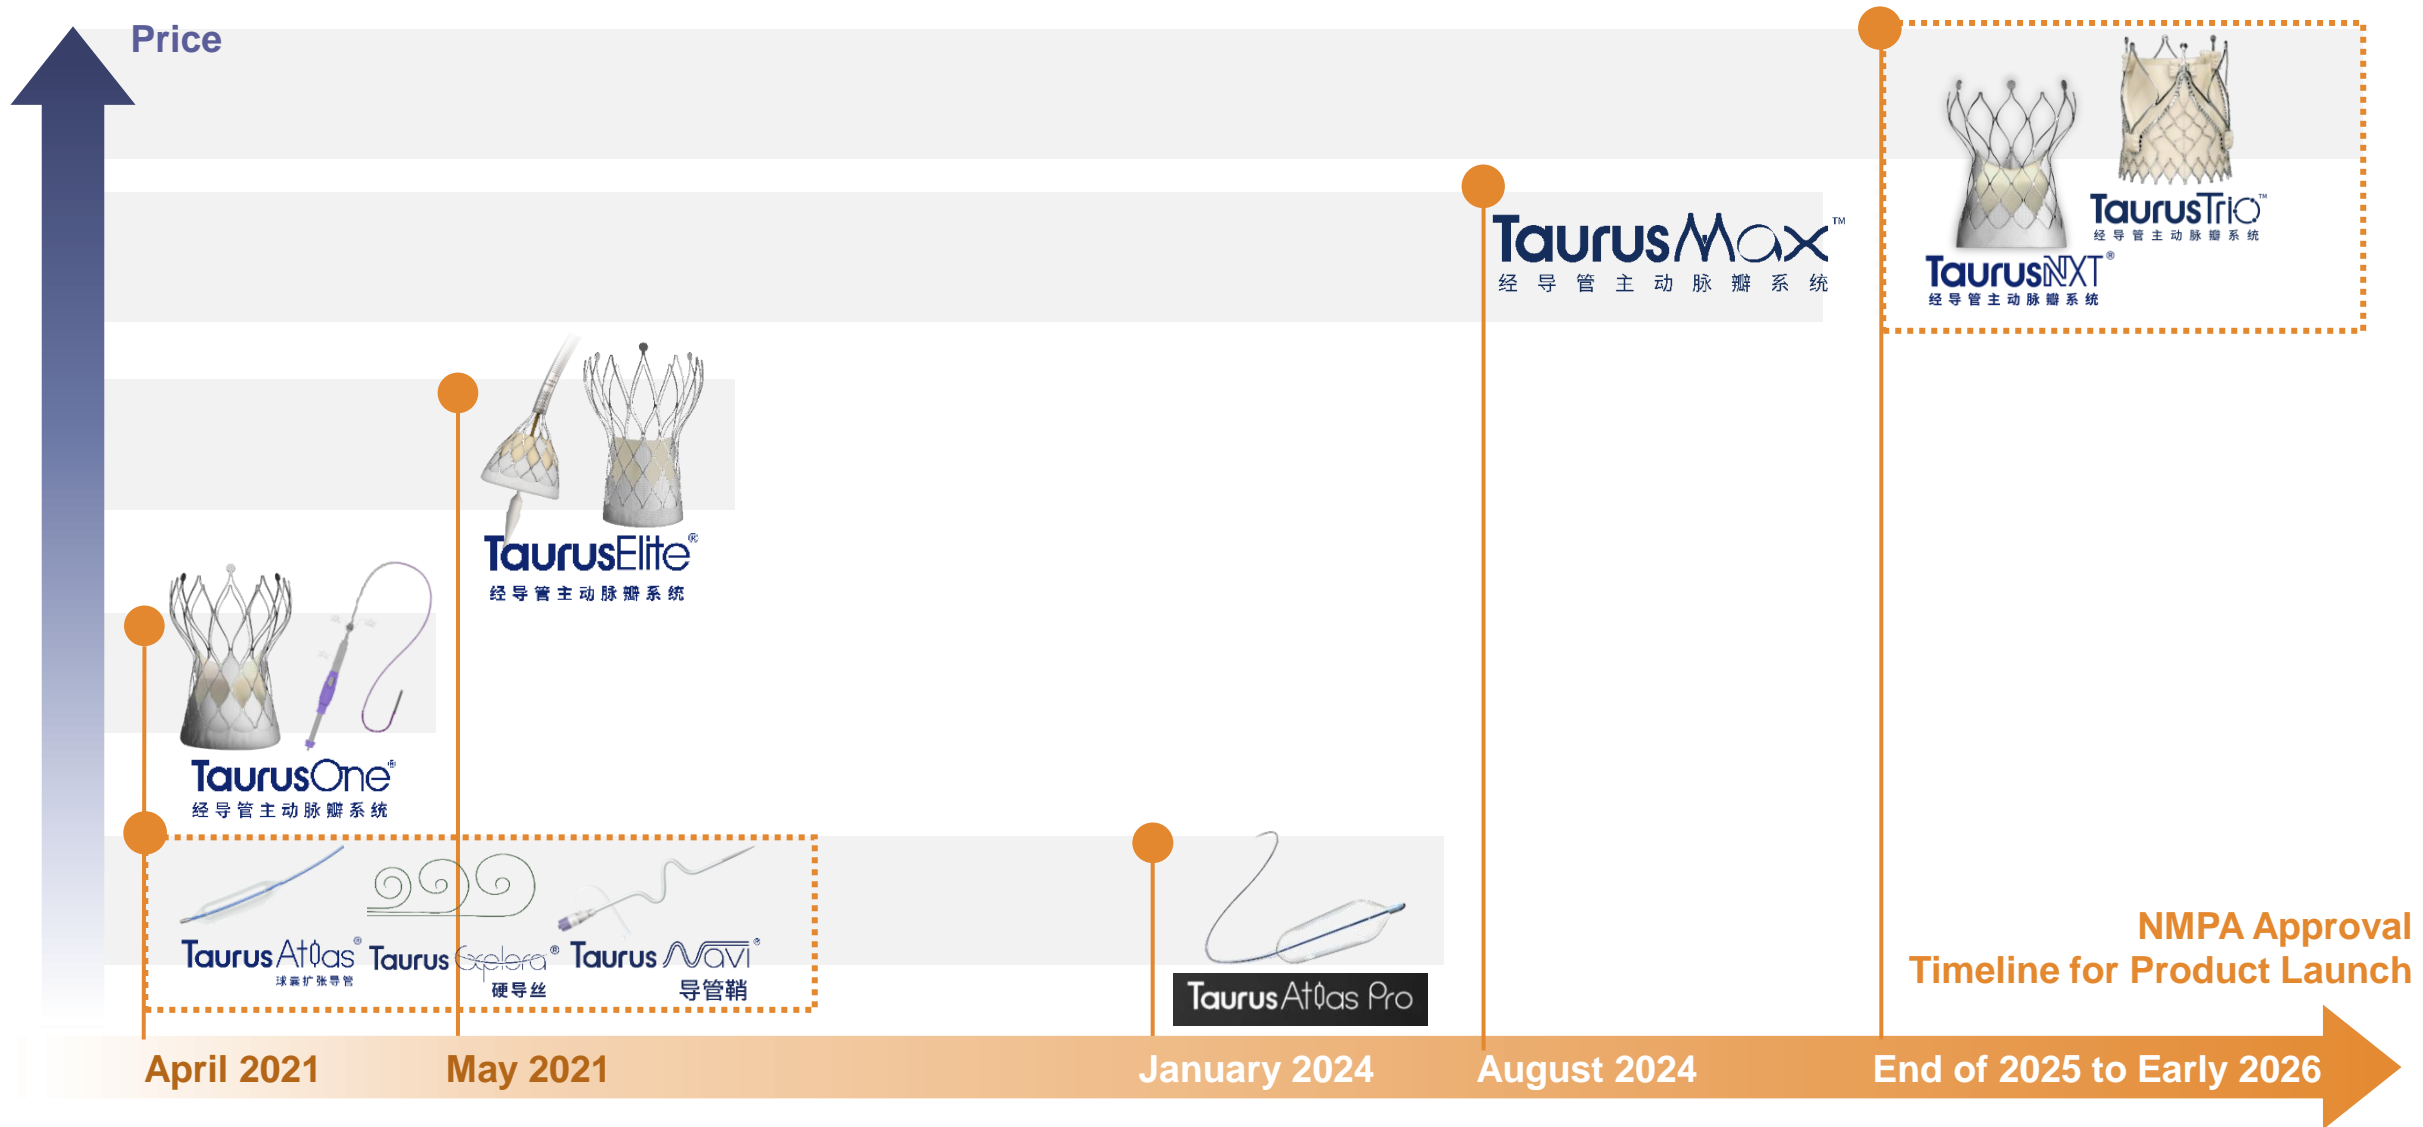 Price
TaurusTrio™
经导管主动脉瓣系统
TaurusNXT®
经导管主动脉瓣系统
TaurusMax™
经导管主动脉瓣系统
TaurusElite®
经导管主动脉瓣系统
TaurusOne®
经导管主动脉瓣系统
Taurus Atlas®
球囊扩张导管
Taurus Explora®
硬导丝
Taurus Navi®
导管鞘
Taurus Atlas Pro
NMPA Approval
Timeline for Product Launch
April 2021
May 2021
January 2024
August 2024
End of 2025 to Early 2026